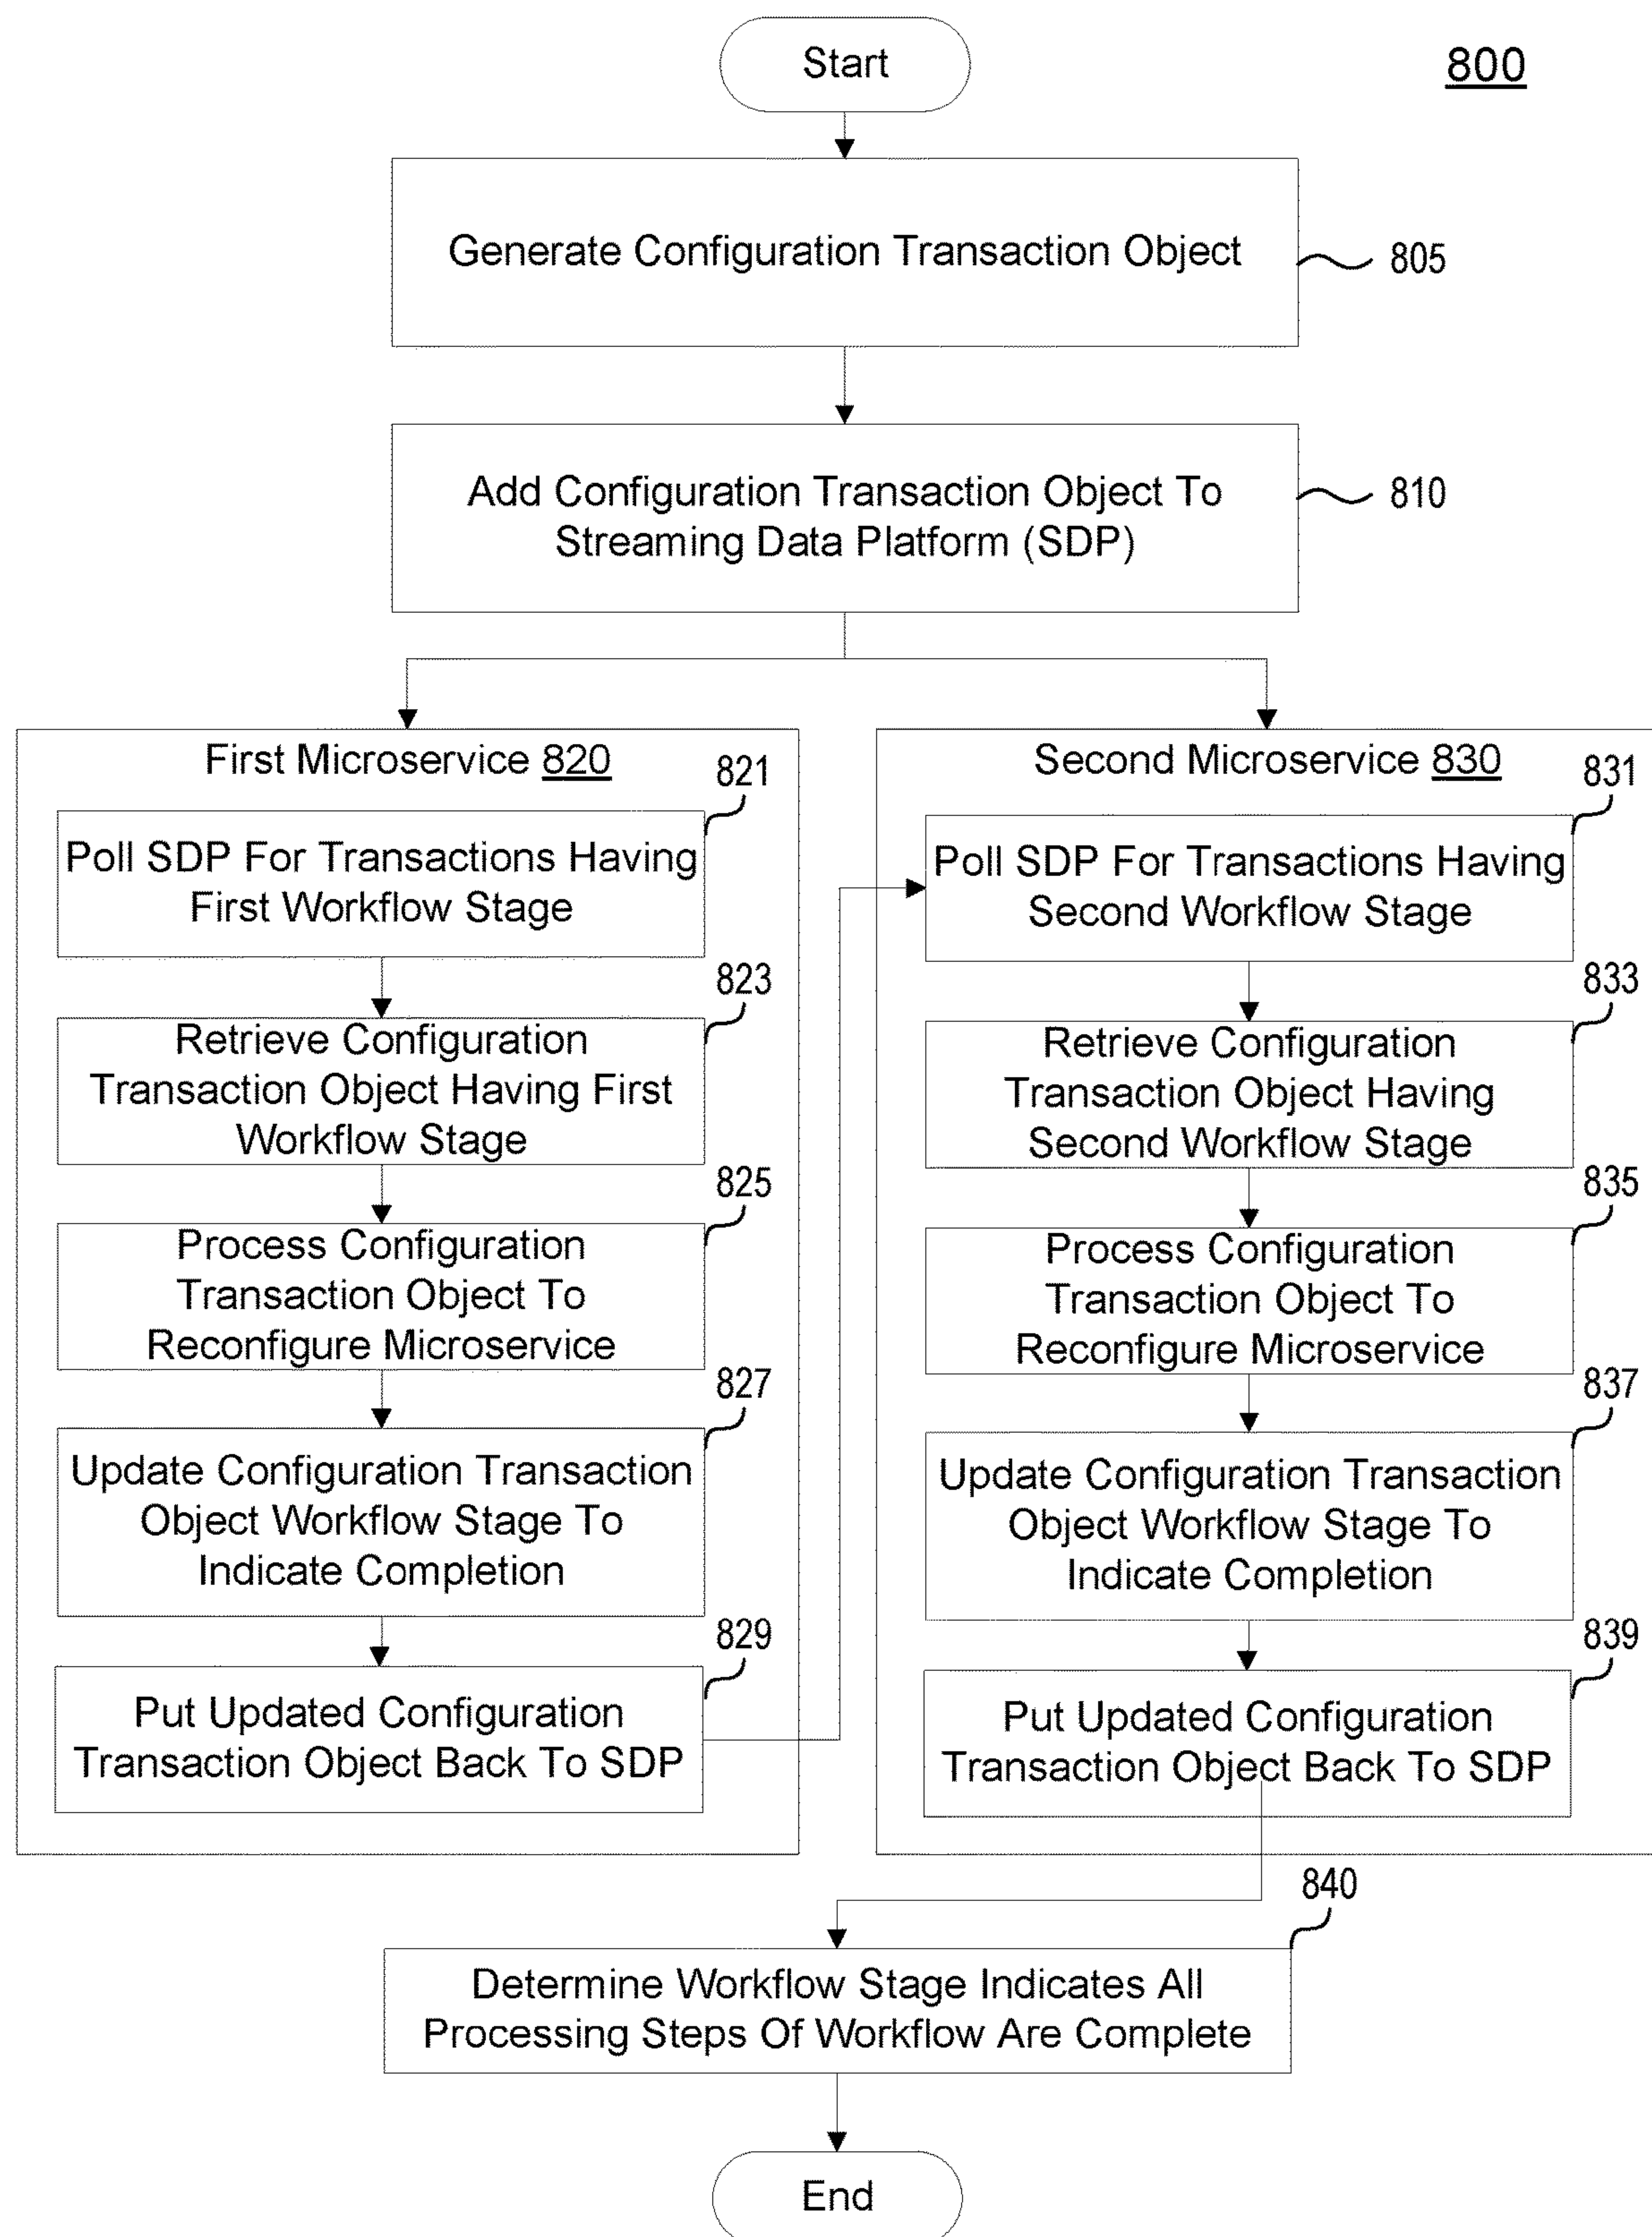 Start
800
Generate Configuration Transaction Object
805
Add Configuration Transaction Object To
Streaming Data Platform (SDP)
810
First Microservice 820
821
Poll SDP For Transactions Having
First Workflow Stage
823
Retrieve Configuration
Transaction Object Having First
Workflow Stage
825
Process Configuration
Transaction Object To
Reconfigure Microservice
827
Update Configuration Transaction
Object Workflow Stage To
Indicate Completion
829
Put Updated Configuration
Transaction Object Back To SDP
Second Microservice 830
831
Poll SDP For Transactions Having
Second Workflow Stage
833
Retrieve Configuration
Transaction Object Having
Second Workflow Stage
835
Process Configuration
Transaction Object To
Reconfigure Microservice
837
Update Configuration Transaction
Object Workflow Stage To
Indicate Completion
839
Put Updated Configuration
Transaction Object Back To SDP
840
Determine Workflow Stage Indicates All
Processing Steps Of Workflow Are Complete
End